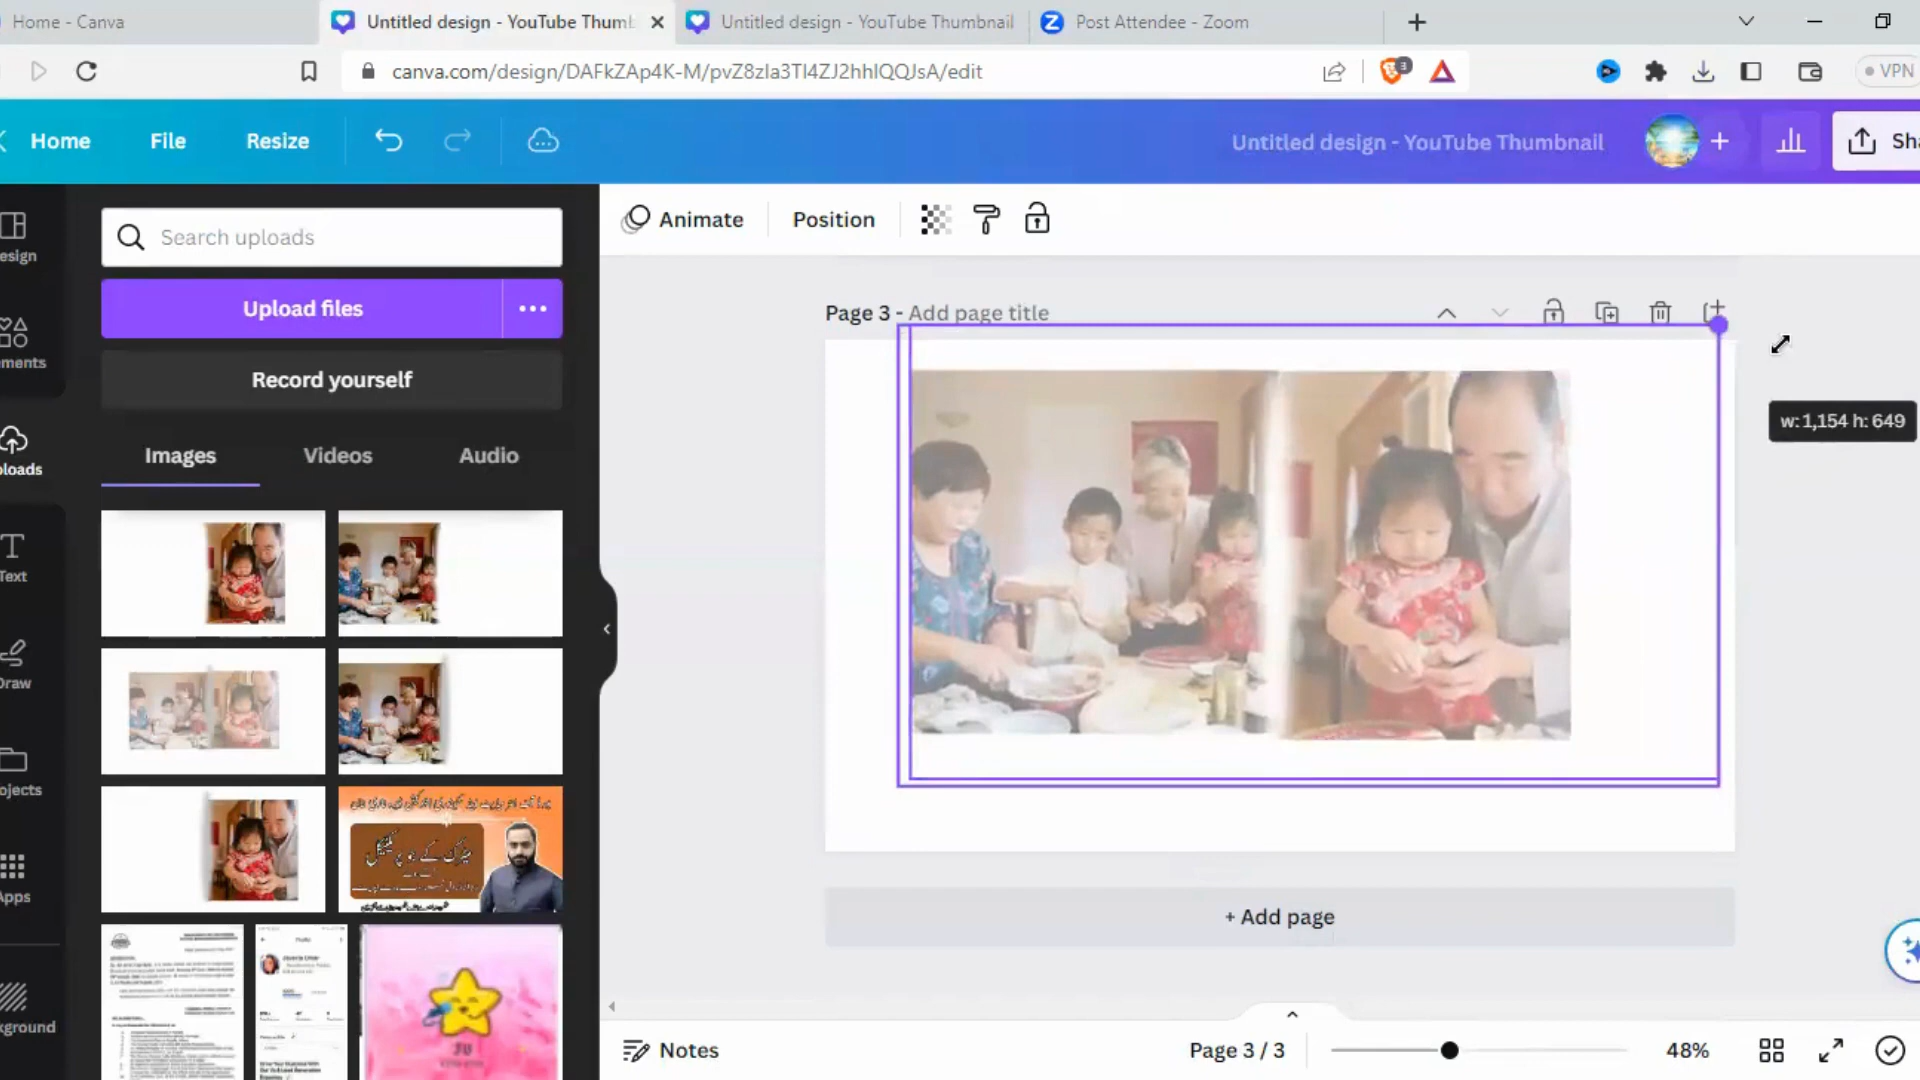 Home - Canva
Untitled design - YouTube Thumb
Untitled design - YouTube Thumbnail
Post Attendee - Zoom
canva.com/design/DAFkZAp4K-M/pvZ8zla3Tl4ZJ2hhlQQJsA/edit
3
VPN
Home
File
Resize
Untitled design - YouTube Thumbnail
Sha
esign
ements
ploads
Text
Draw
ojects
Apps
kground
Search uploads
Upload files
Record yourself
Images
Videos
Audio
Animate
Position
Page 3 - Add page title
w: 1,154 h: 649
+ Add page
Notes
Page 3 / 3
48%